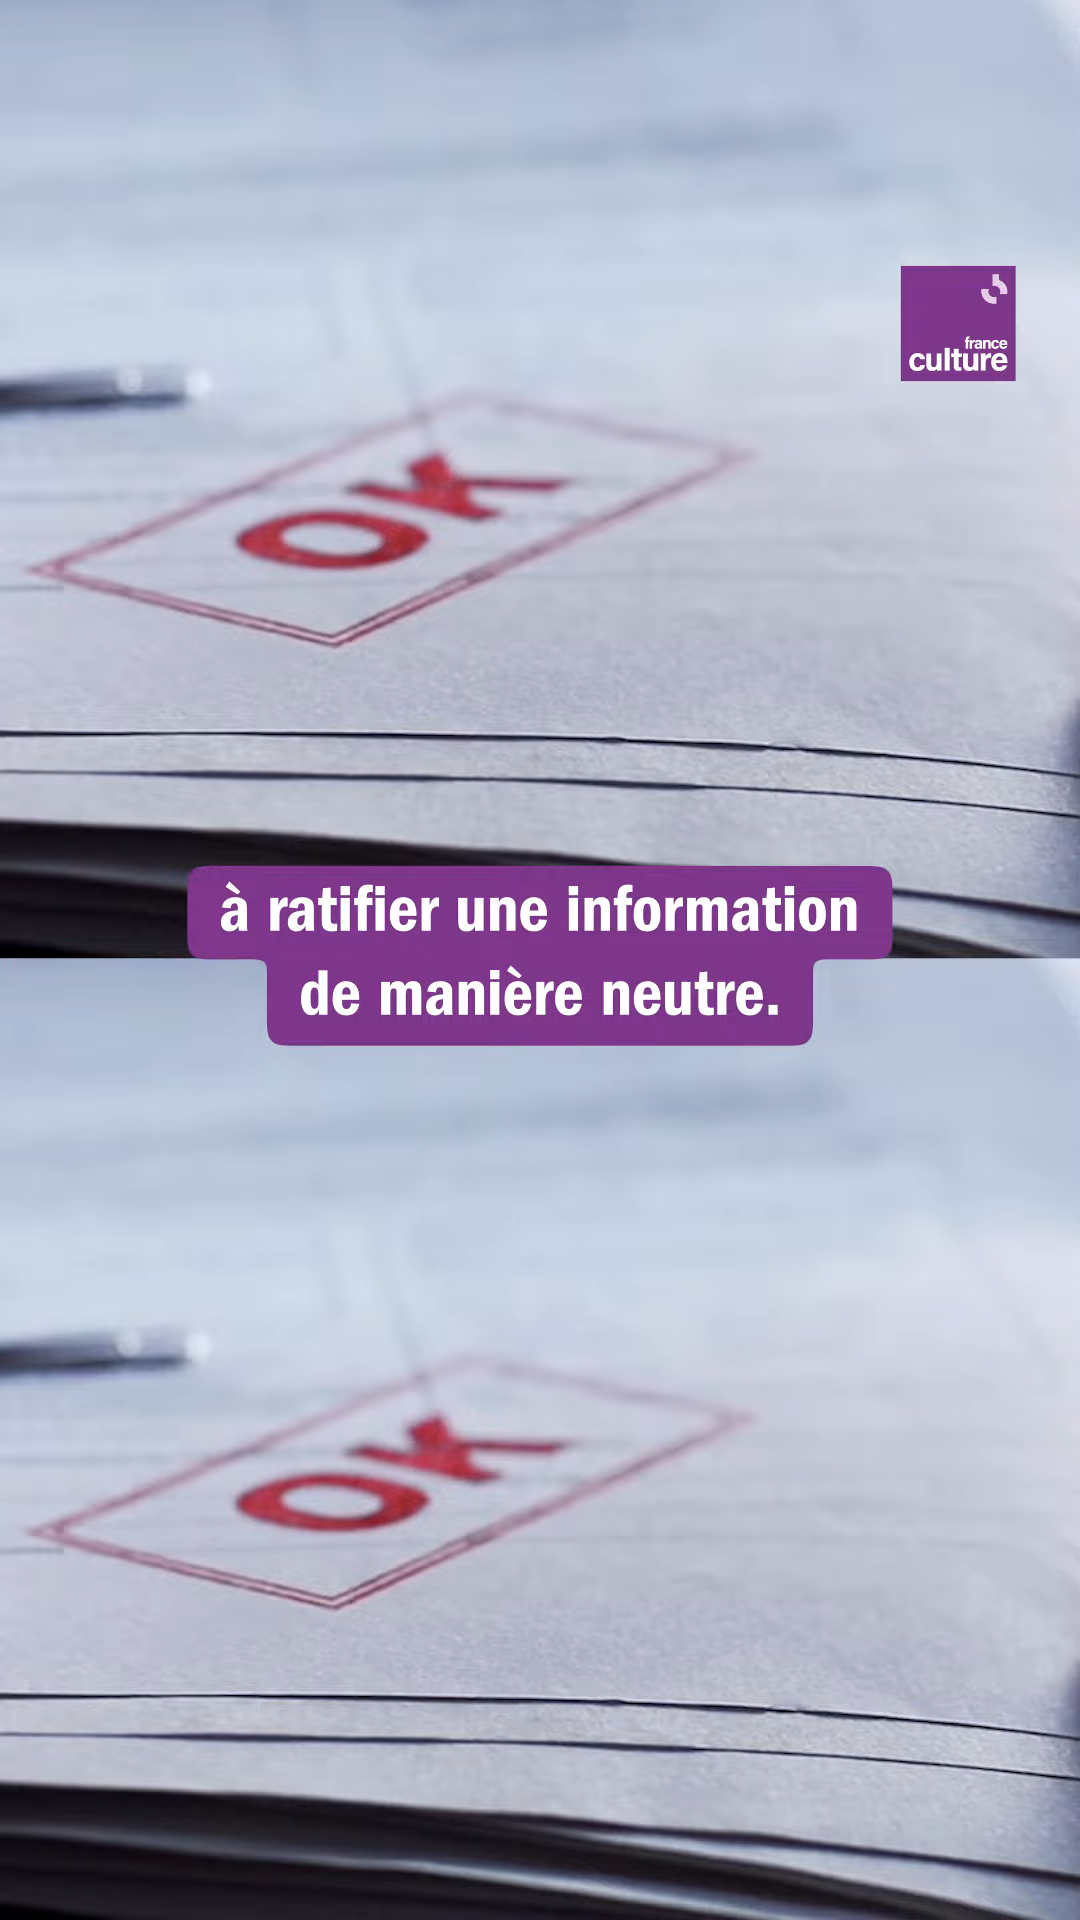 france
culture
OK
à ratifier une information
de manière neutre.
OK